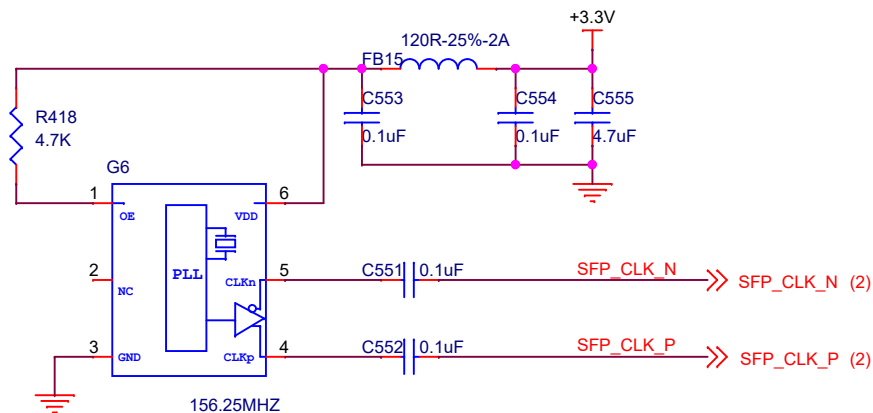 +3.3V
120R-25%-2A
FB15
C553
0.1uF
C554
0.1uF
C555
4.7uF
R418
4.7K
G6
1
OE
VDD
6
2
NC
PLL
CLKn
5
C551
0.1uF
SFP_CLK_N
SFP_CLK_N (2)
3
GND
CLKp
4
C552
0.1uF
SFP_CLK_P
SFP_CLK_P (2)
156.25MHZ